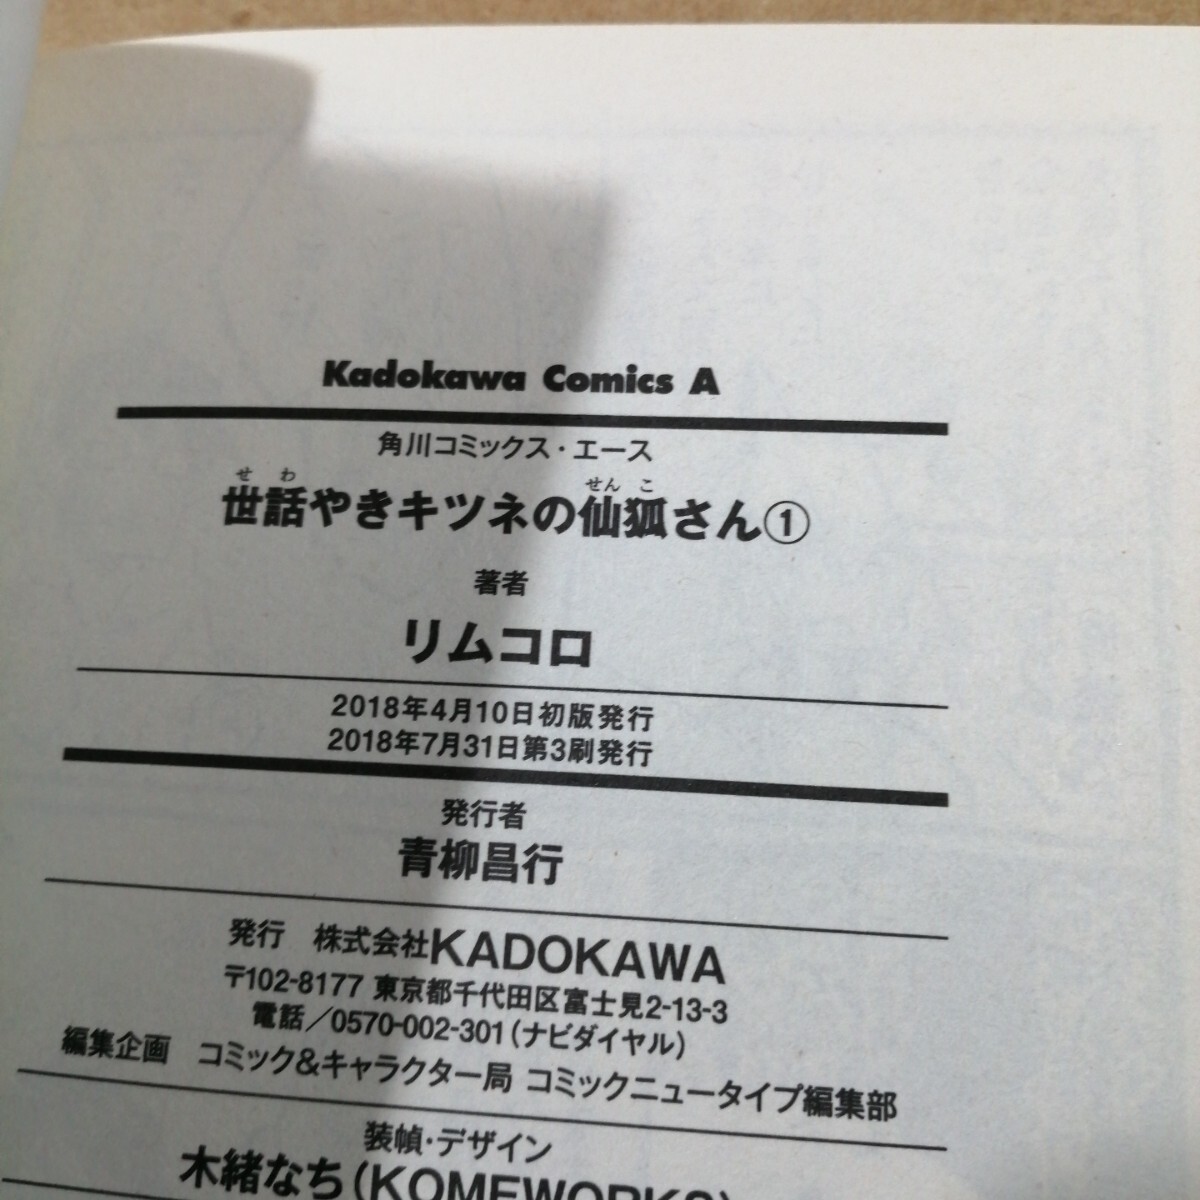 Kadokawa Comics A
角川コミックス・エース
せわ せんこ
世話やきキツネの仙狐さん①
著者
リムコロ
2018年4月10日初版発行
2018年7月31日第3刷発行
発行者
青柳昌行
発行 株式会社KADOKAWA
〒102-8177 東京都千代田区富士見2-13-3
電話/0570-002-301(ナビダイヤル)
編集企画 コミック&キャラクター局 コミックニュータイプ編集部
装幀・デザイン
木緒なち(KOMEWORKS)